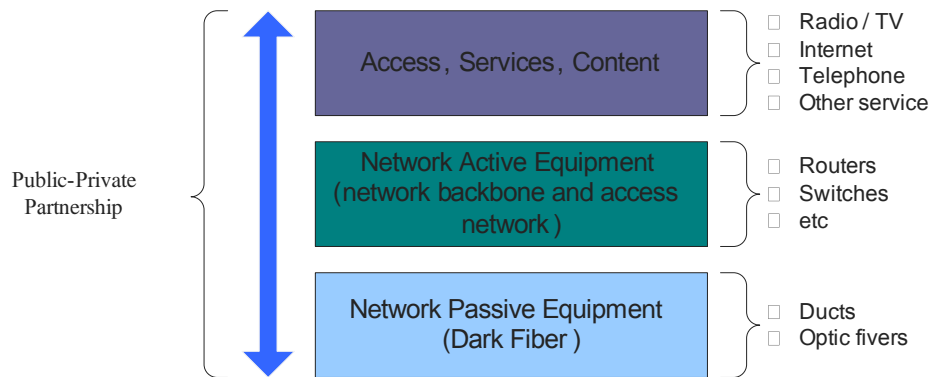 Public-Private
Partnership
Access, Services, Content
Radio / TV
Internet
Telephone
Other service
Network Active Equipment
(network backbone and access
network)
Routers
Switches
etc
Network Passive Equipment
(Dark Fiber)
Ducts
Optic fivers